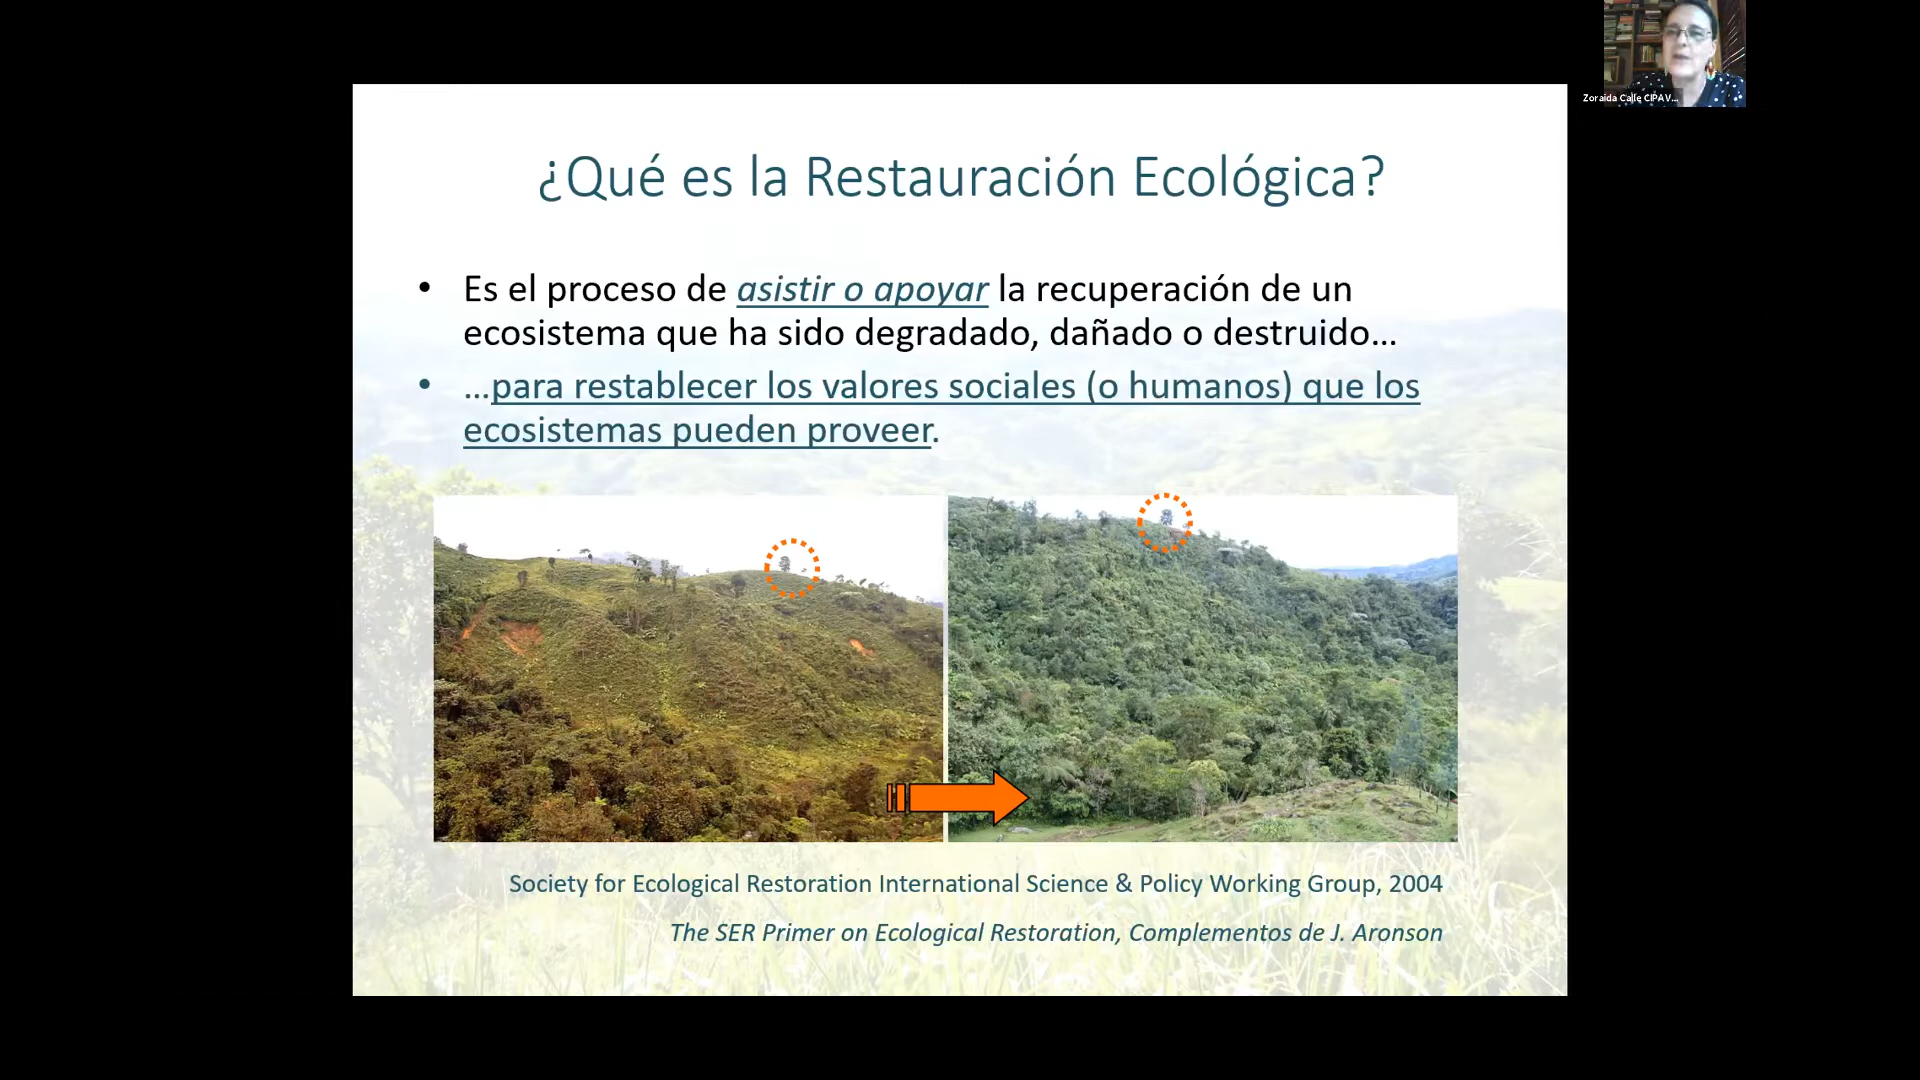 Zoraida Calle CIPAV...
¿Qué es la Restauración Ecológica?
• Es el proceso de asistir o apoyar la recuperación de un
ecosistema que ha sido degradado, dañado o destruido...
• ...para restablecer los valores sociales (o humanos) que los
ecosistemas pueden proveer.
Society for Ecological Restoration International Science & Policy Working Group, 2004
The SER Primer on Ecological Restoration, Complementos de J. Aronson